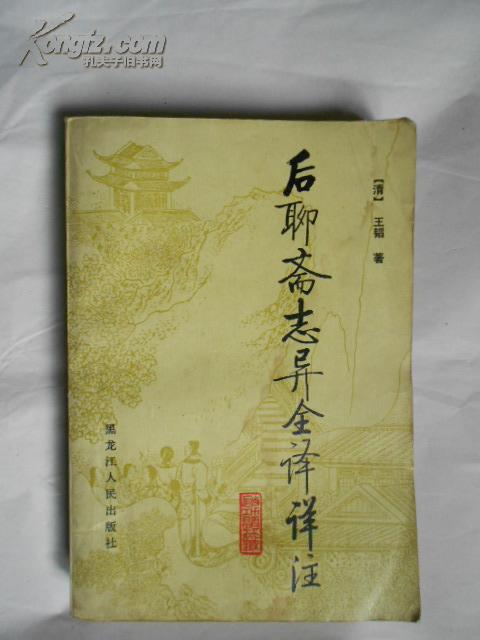 Kongfz.com
孔夫子旧书网
后聊斋志异全译详注
【清】 王韬 著
黑龙江人民出版社